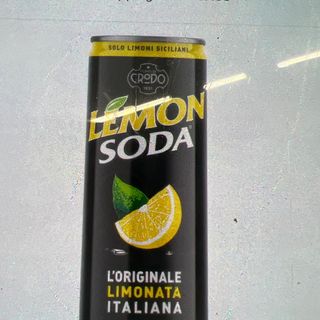 SOLO LIMONI SICILIANI
CRODO
LEMON
SODA
L'ORIGINALE
LIMONATA
ITALIANA